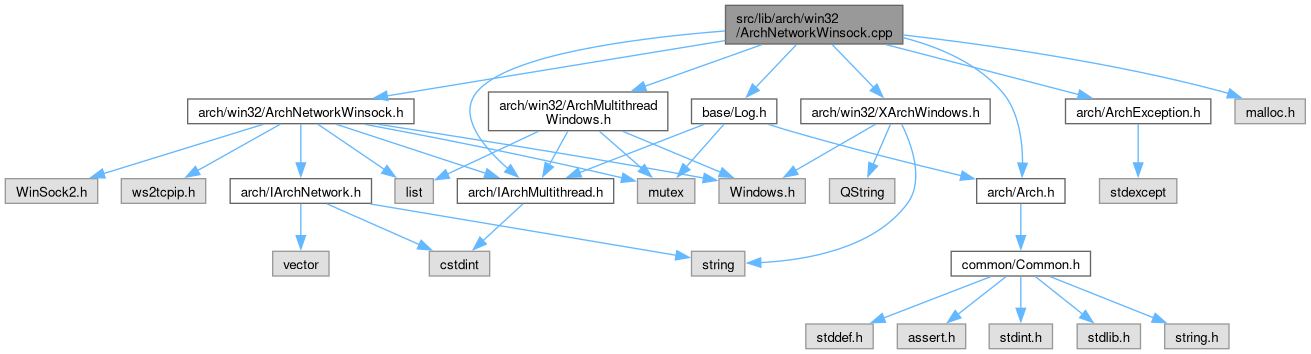 src/lib/arch/win32
/ArchNetworkWinsock.cpp
arch/win32/ArchNetworkWinsock.h
arch/win32/ArchMultithread
Windows.h
base/Log.h
arch/win32/XArchWindows.h
arch/ArchException.h
malloc.h
WinSock2.h
ws2tcpip.h
arch/IArchNetwork.h
list
arch/IArchMultithread.h
mutex
Windows.h
QString
arch/Arch.h
stdexcept
vector
cstdint
string
common/Common.h
stddef.h
assert.h
stdint.h
stdlib.h
string.h